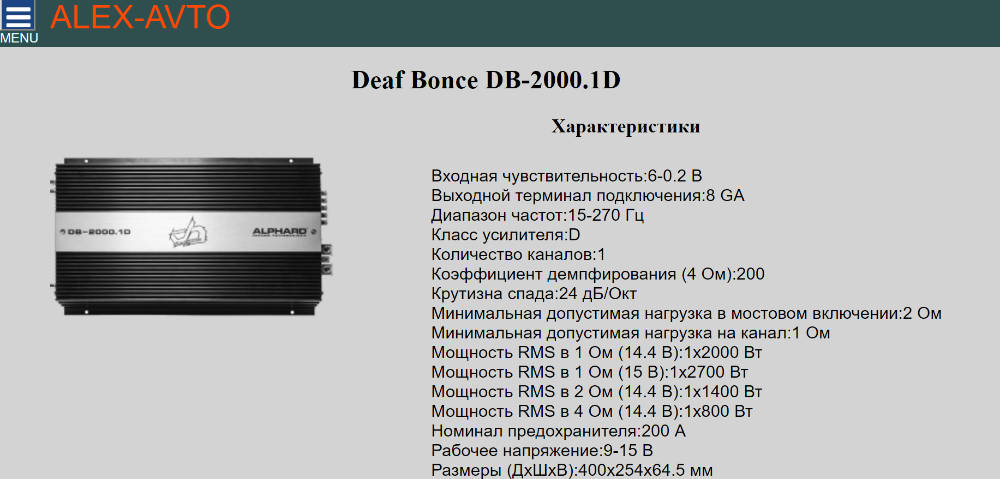 ALEX-AVTO
MENU
Deaf Bonce DB-2000.1D
Характеристики
DB-2000.1D
ALPHARD
Входная чувствительность:6-0.2 В
Выходной терминал подключения:8 GA
Диапазон частот:15-270 Гц
Класс усилителя:D
Количество каналов:1
Коэффициент демпфирования (4 Ом):200
Крутизна спада:24 дБ/Окт
Минимальная допустимая нагрузка в мостовом включении:2 Ом
Минимальная допустимая нагрузка на канал:1 Ом
Мощность RMS в 1 Ом (14.4 В):1x2000 Вт
Мощность RMS в 1 Ом (15 В):1x2700 Вт
Мощность RMS в 2 Ом (14.4 В):1x1400 Вт
Мощность RMS в 4 Ом (14.4 В):1x800 Вт
Номинал предохранителя:200 А
Рабочее напряжение:9-15 В
Размеры (ДxШxВ):400x254x64.5 мм